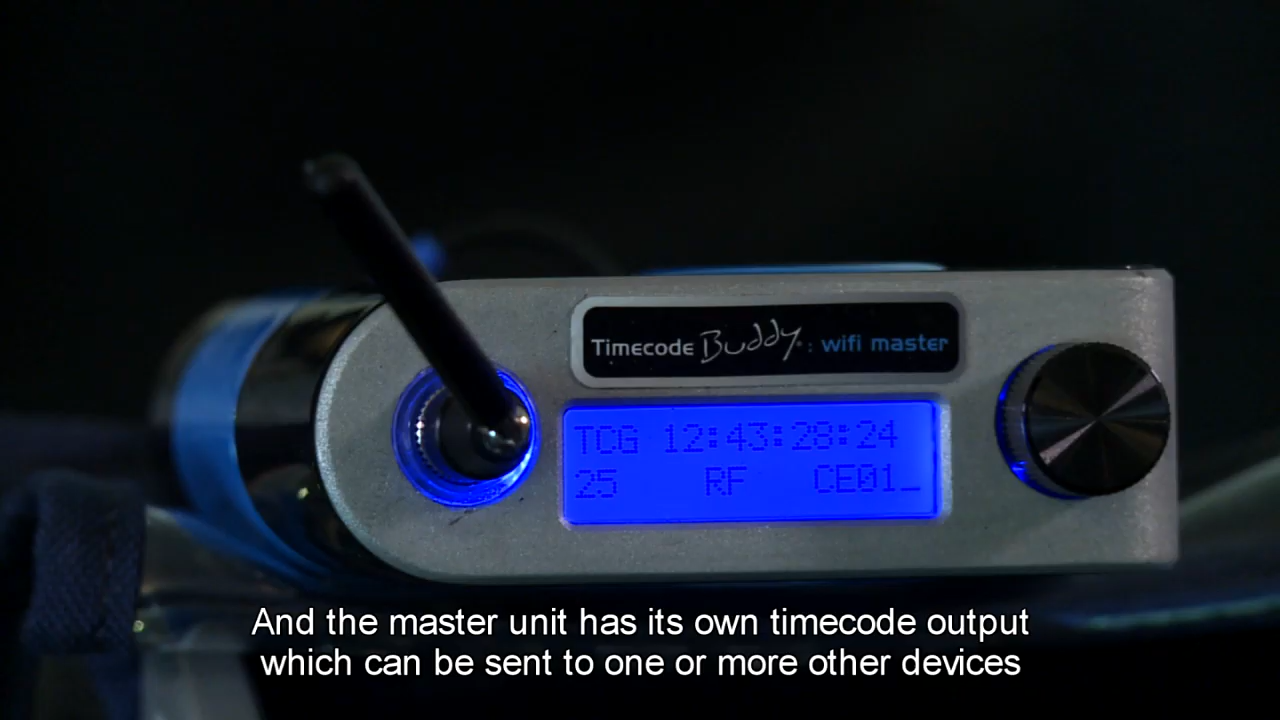 Timecode Buddy: wifi master
TCG 12:43:28:24
25 RF CE01_
And the master unit has its own timecode output
which can be sent to one or more other devices